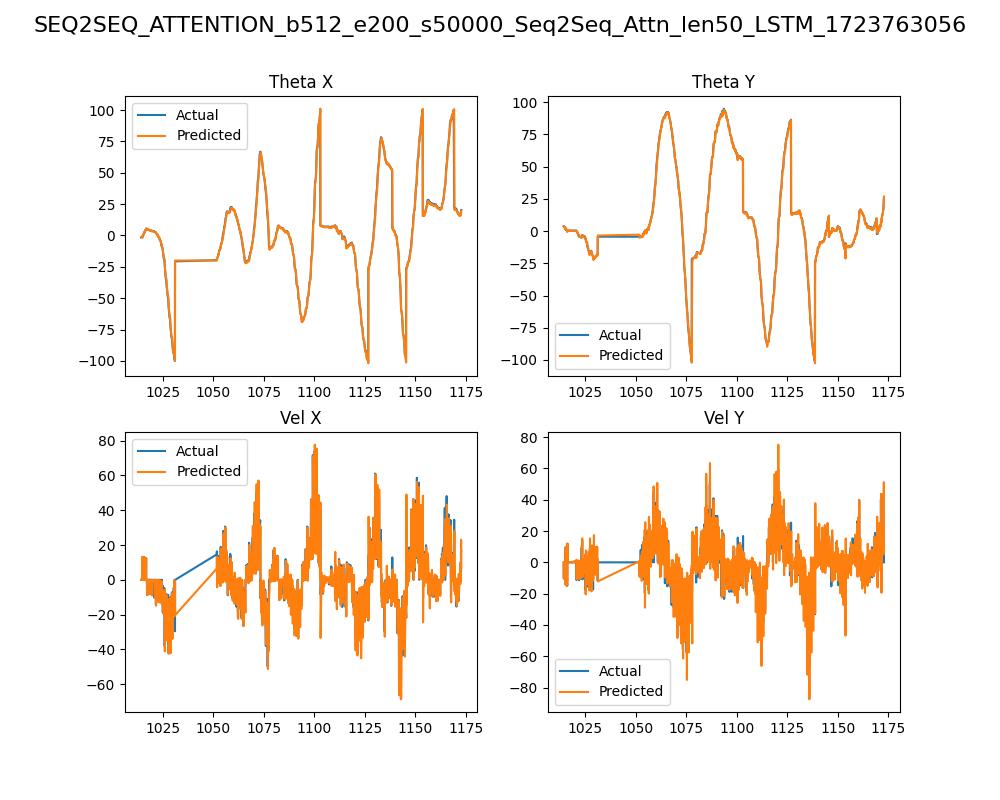 SEQ2SEQ_ATTENTION_b512_e200_s50000_Seq2Seq_Attn_len50_LSTM_1723763056
Theta X
100
75
50
25
0
−25
−50
−75
−100
Actual
Predicted
1025 1050 1075 1100 1125 1150 1175
Theta Y
100
75
50
25
0
−25
−50
−75
−100
Actual
Predicted
1025 1050 1075 1100 1125 1150 1175
Vel X
80
60
40
20
0
−20
−40
−60
Actual
Predicted
1025 1050 1075 1100 1125 1150 1175
Vel Y
80
60
40
20
0
−20
−40
−60
−80
Actual
Predicted
1025 1050 1075 1100 1125 1150 1175